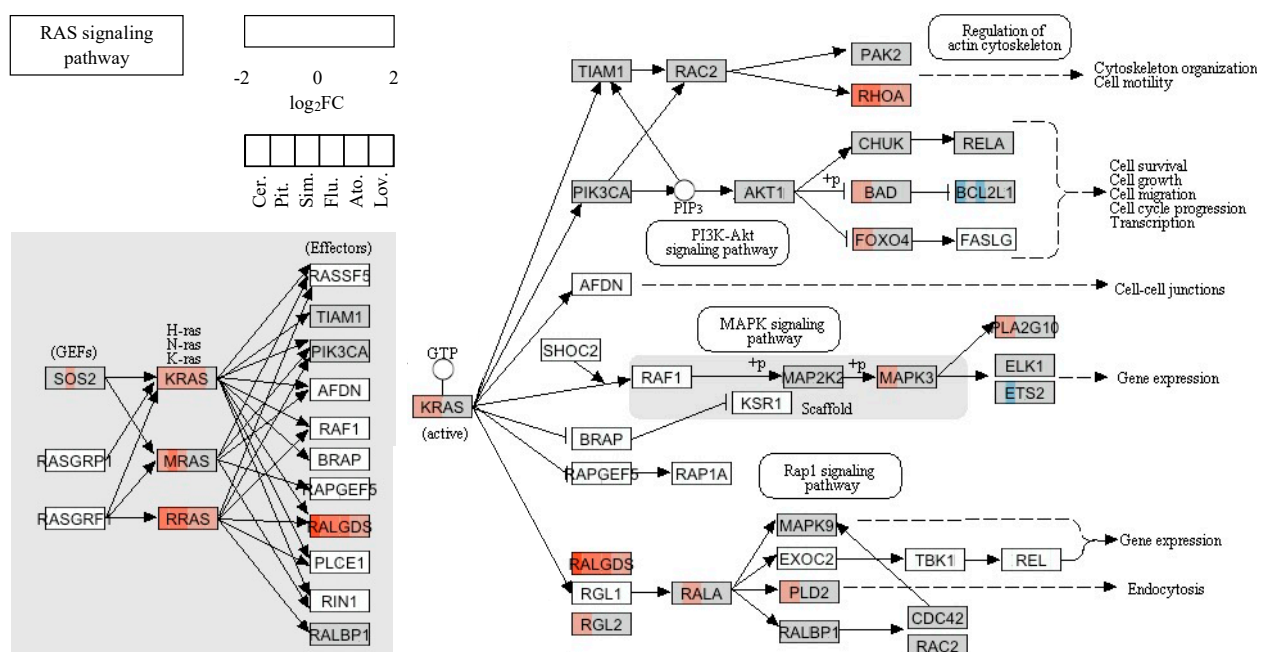 RAS signaling
pathway
-2 0 2
log₂FC
Cer.
Pit.
Sim.
Flu.
Ato.
Lov.
(Effectors)
RASSF5
TIAM1
H-ras
N-ras
K-ras
PIK3CA
(GEFs)
SOS2
KRAS
AFDN
RAF1
RASGRP1
MRAS
BRAP
RAPGEF5
RASGRF1
RRAS
RALGDS
PLCE1
RIN1
RALBP1
GTP
KRAS
(active)
TIAM1
RAC2
PAK2
RHOA
Regulation of
actin cytoskeleton
Cytoskeleton organization
Cell motility
PIK3CA
PIP3
AKT1
+p
CHUK
RELA
BAD
BCL2L1
FOXO4
FASLG
Cell survival
Cell growth
Cell migration
Cell cycle progression
Transcription
PI3K-Akt
signaling pathway
AFDN
Cell-cell junctions
MAPK signaling
pathway
SHOC2
RAF1
+p
MAP2K2
+p
MAPK3
PLA2G10
ELK1
ETS2
Gene expression
KSR1
Scaffold
BRAP
RAPGEF5
RAP1A
Rap1 signaling
pathway
RALGDS
RGL1
RGL2
RALA
MAPK9
EXOC2
TBK1
REL
Gene expression
PLD2
Endocytosis
RALBP1
CDC42
RAC2